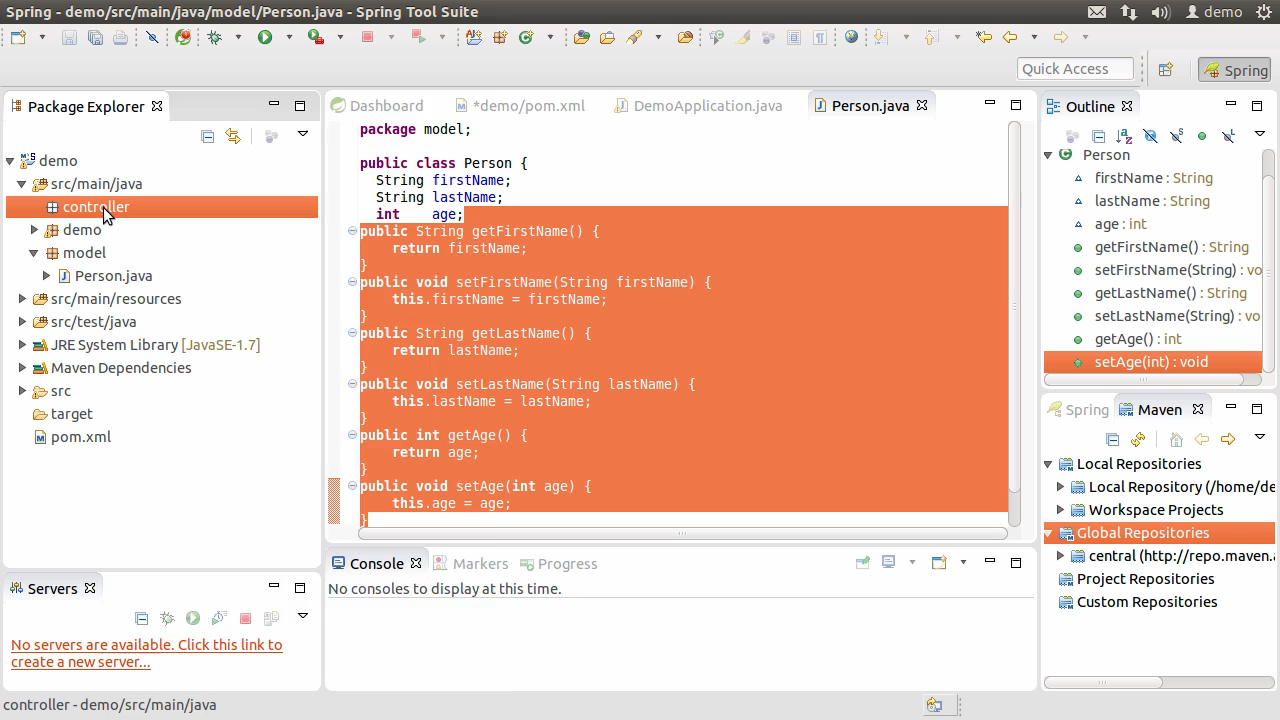 Spring - demo/src/main/java/model/Person.java - Spring Tool Suite
demo
Quick Access
Spring
Package Explorer
demo
src/main/java
controller
demo
model
Person.java
src/main/resources
src/test/java
JRE System Library [JavaSE-1.7]
Maven Dependencies
src
target
pom.xml
Servers
No servers are available. Click this link to
create a new server...
Dashboard
*demo/pom.xml
DemoApplication.java
Person.java
package model;
public class Person {
String firstName;
String lastName;
int age;
public String getFirstName() {
return firstName;
}
public void setFirstName(String firstName) {
this.firstName = firstName;
}
public String getLastName() {
return lastName;
}
public void setLastName(String lastName) {
this.lastName = lastName;
}
public int getAge() {
return age;
}
public void setAge(int age) {
this.age = age;
}
Console
Markers
Progress
No consoles to display at this time.
Outline
Person
firstName : String
lastName : String
age : int
getFirstName() : String
setFirstName(String) : vo
getLastName() : String
setLastName(String) : vo
getAge() : int
setAge(int) : void
Spring
Maven
Local Repositories
Local Repository (/home/de
Workspace Projects
Global Repositories
central (http://repo.maven.
Project Repositories
Custom Repositories
controller - demo/src/main/java